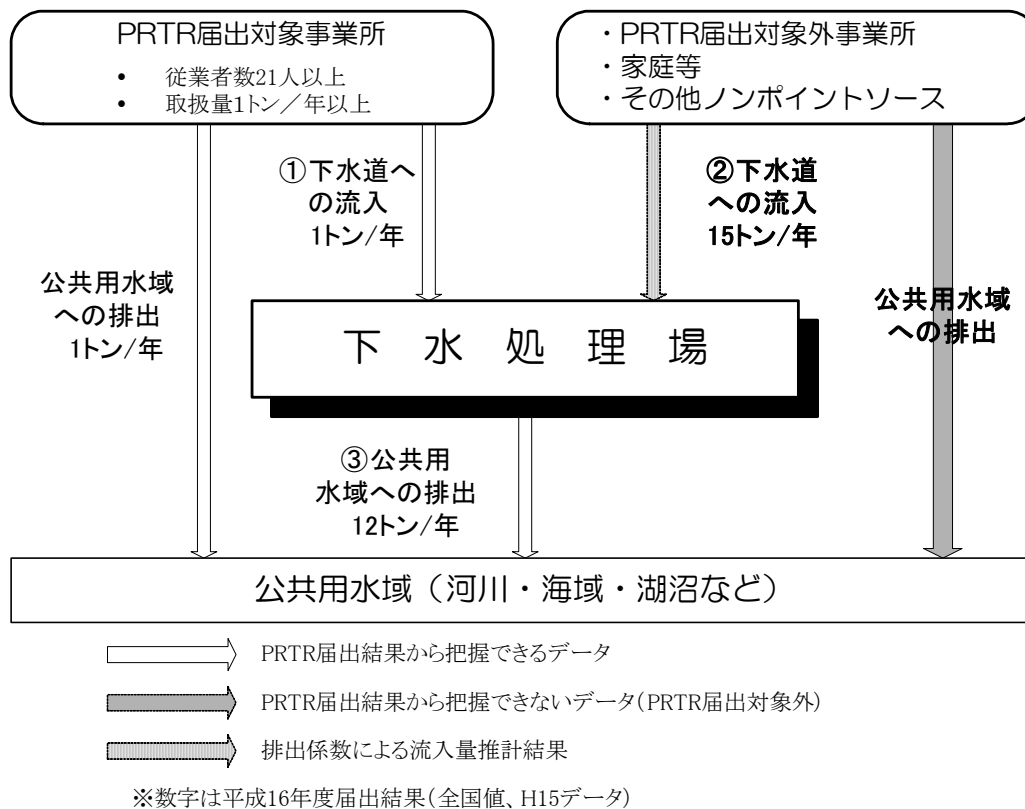 PRTR届出対象事業所
• 従業者数21人以上
• 取扱量1トン／年以上
・PRTR届出対象外事業所
・家庭等
・その他ノンポイントソース
①下水道へ
の流入
1トン/年
②下水道
への流入
15トン/年
公共用水域
への排出
1トン/年
公共用水域
への排出
下水処理場
③公共用
水域への排出
12トン/年
公共用水域（河川・海域・湖沼など）
PRTR届出結果から把握できるデータ
PRTR届出結果から把握できないデータ(PRTR届出対象外)
排出係数による流入量推計結果
※数字は平成16年度届出結果(全国値、H15データ)